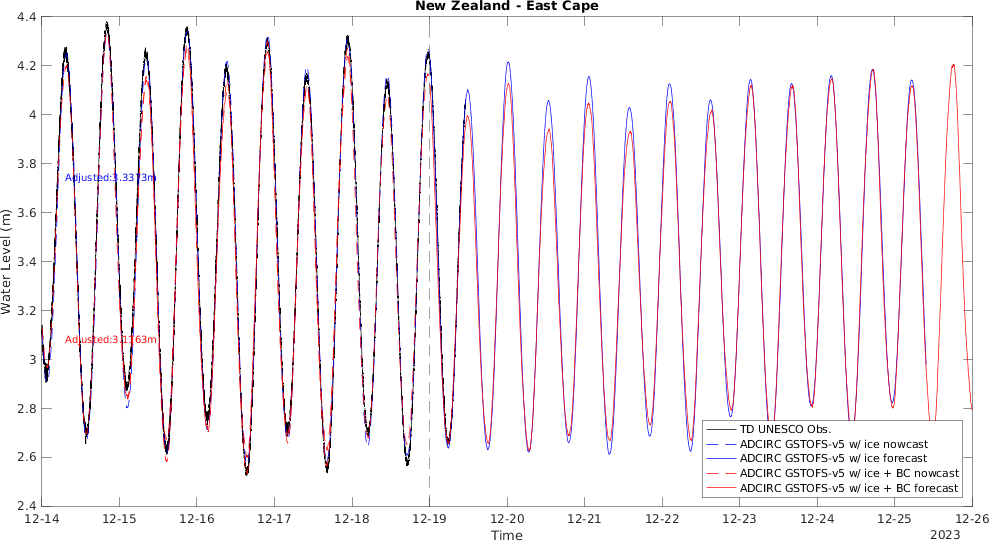 New Zealand - East Cape
Water Level (m)
4.4
4.2
4
3.8
3.6
3.4
3.2
3
2.8
2.6
2.4
Adjusted:3.3373m
Adjusted:3.1163m
TD UNESCO Obs.
ADCIRC GSTOFS-v5 w/ ice nowcast
ADCIRC GSTOFS-v5 w/ ice forecast
ADCIRC GSTOFS-v5 w/ ice + BC nowcast
ADCIRC GSTOFS-v5 w/ ice + BC forecast
12-14 12-15 12-16 12-17 12-18 12-19 12-20 12-21 12-22 12-23 12-24 12-25 12-26
Time
2023